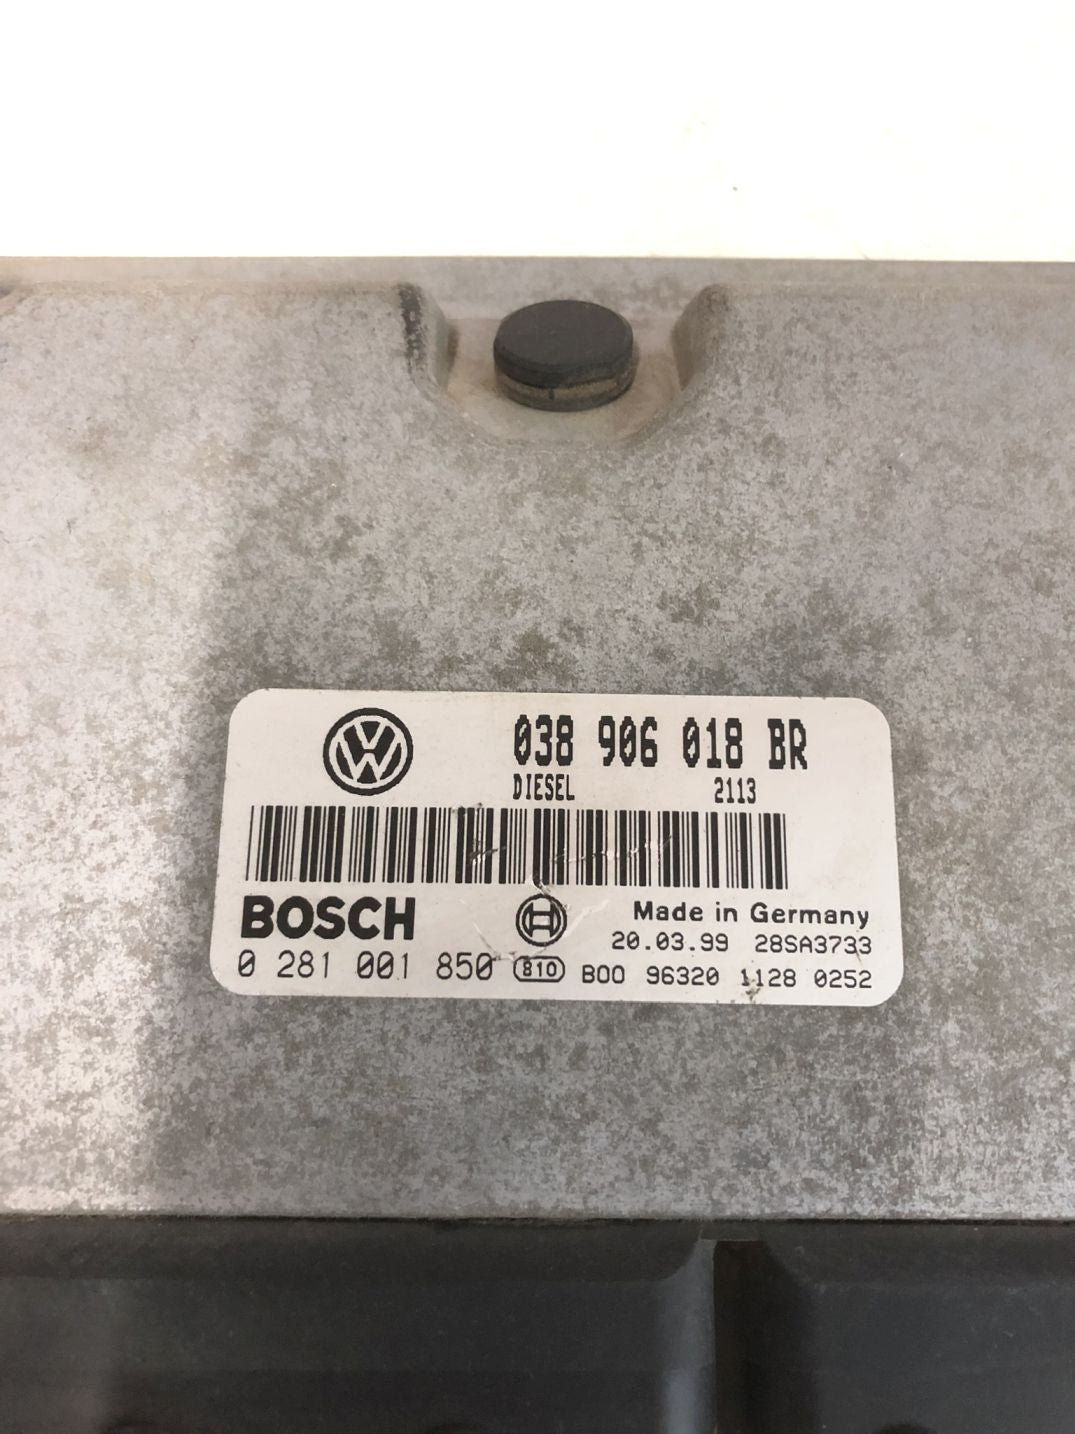 038 906 018 BR
DIESEL 2113
BOSCH
Made in Germany
20.03.99 28SA3733
0 281 001 850 810 B00 96320 1128 0252